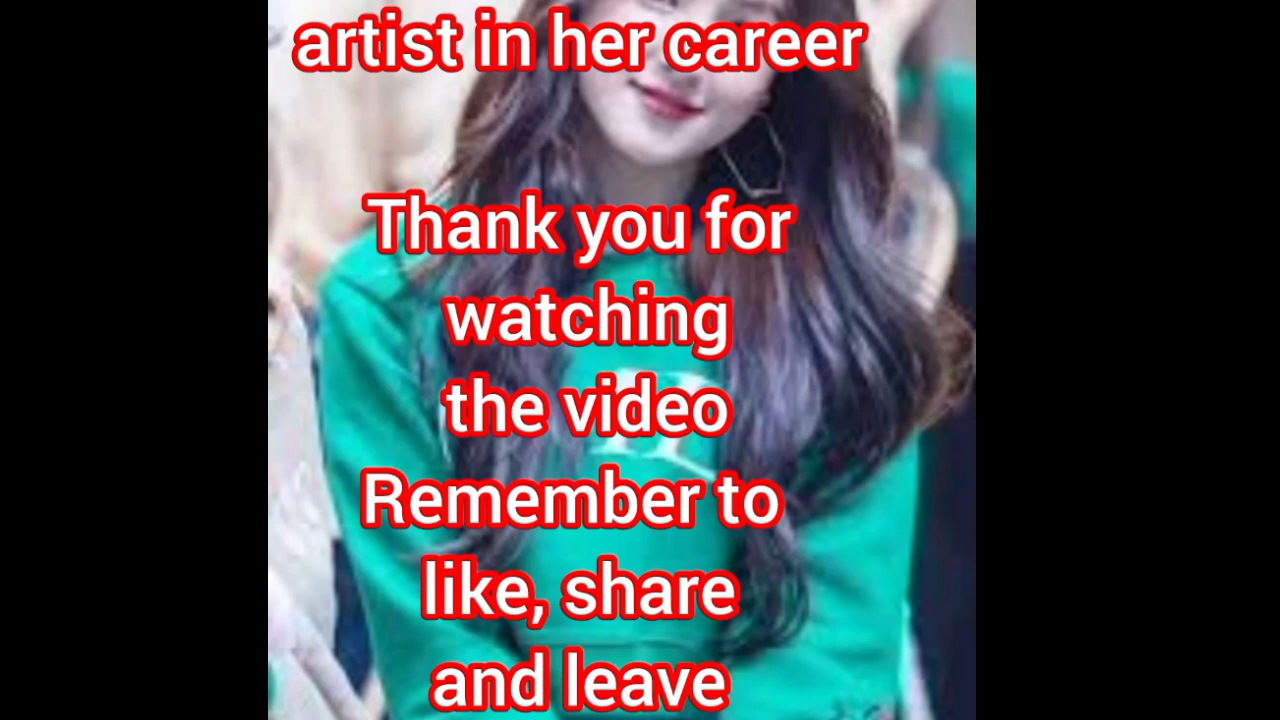 artist in her career
Thank you for
watching
the video
Remember to
like, share
and leave